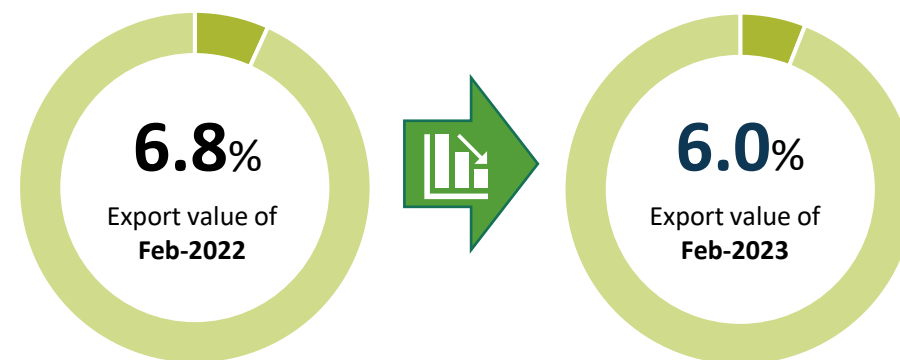 6.8%
Export value of
Feb-2022
6.0%
Export value of
Feb-2023